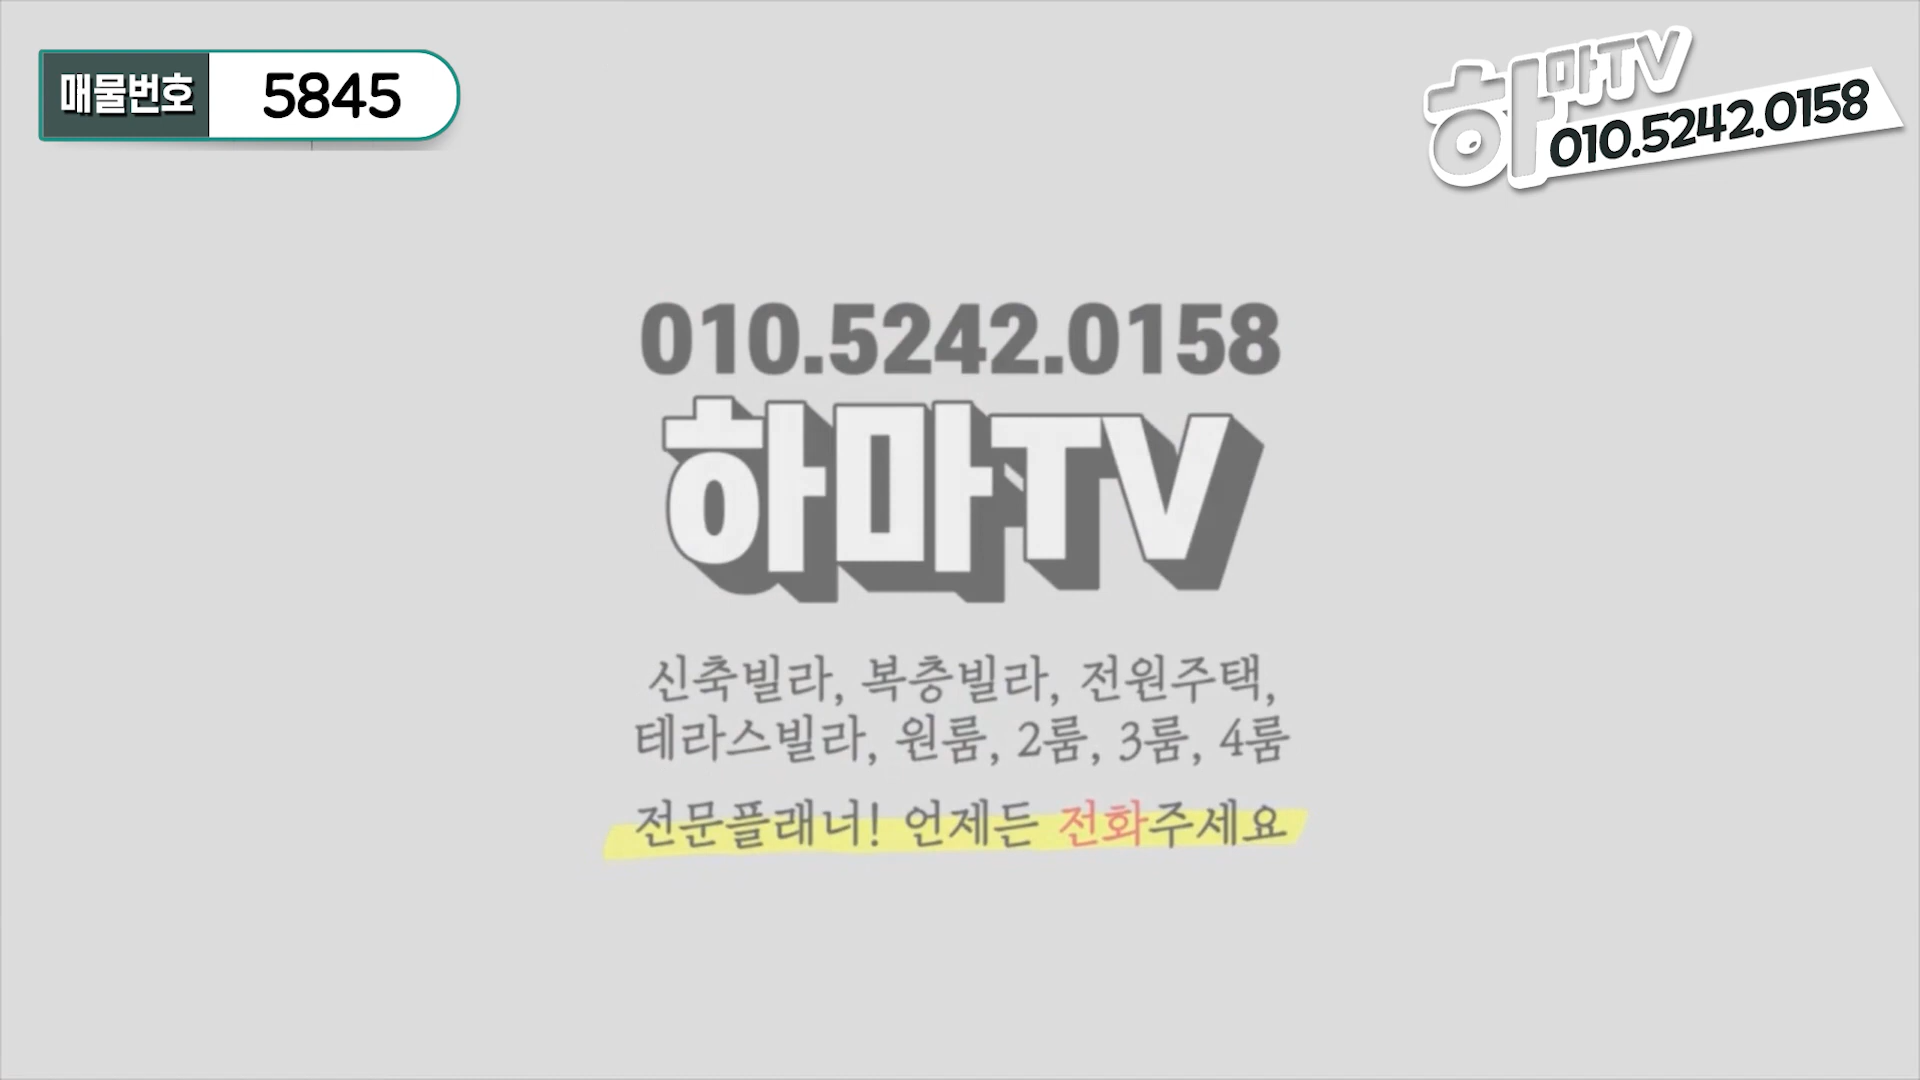 매물번호 5845
하마TV
010.5242.0158
010.5242.0158
하마TV
신축빌라, 복층빌라, 전원주택,
테라스빌라, 원룸, 2룸, 3룸, 4룸
전문플래너! 언제든 전화주세요